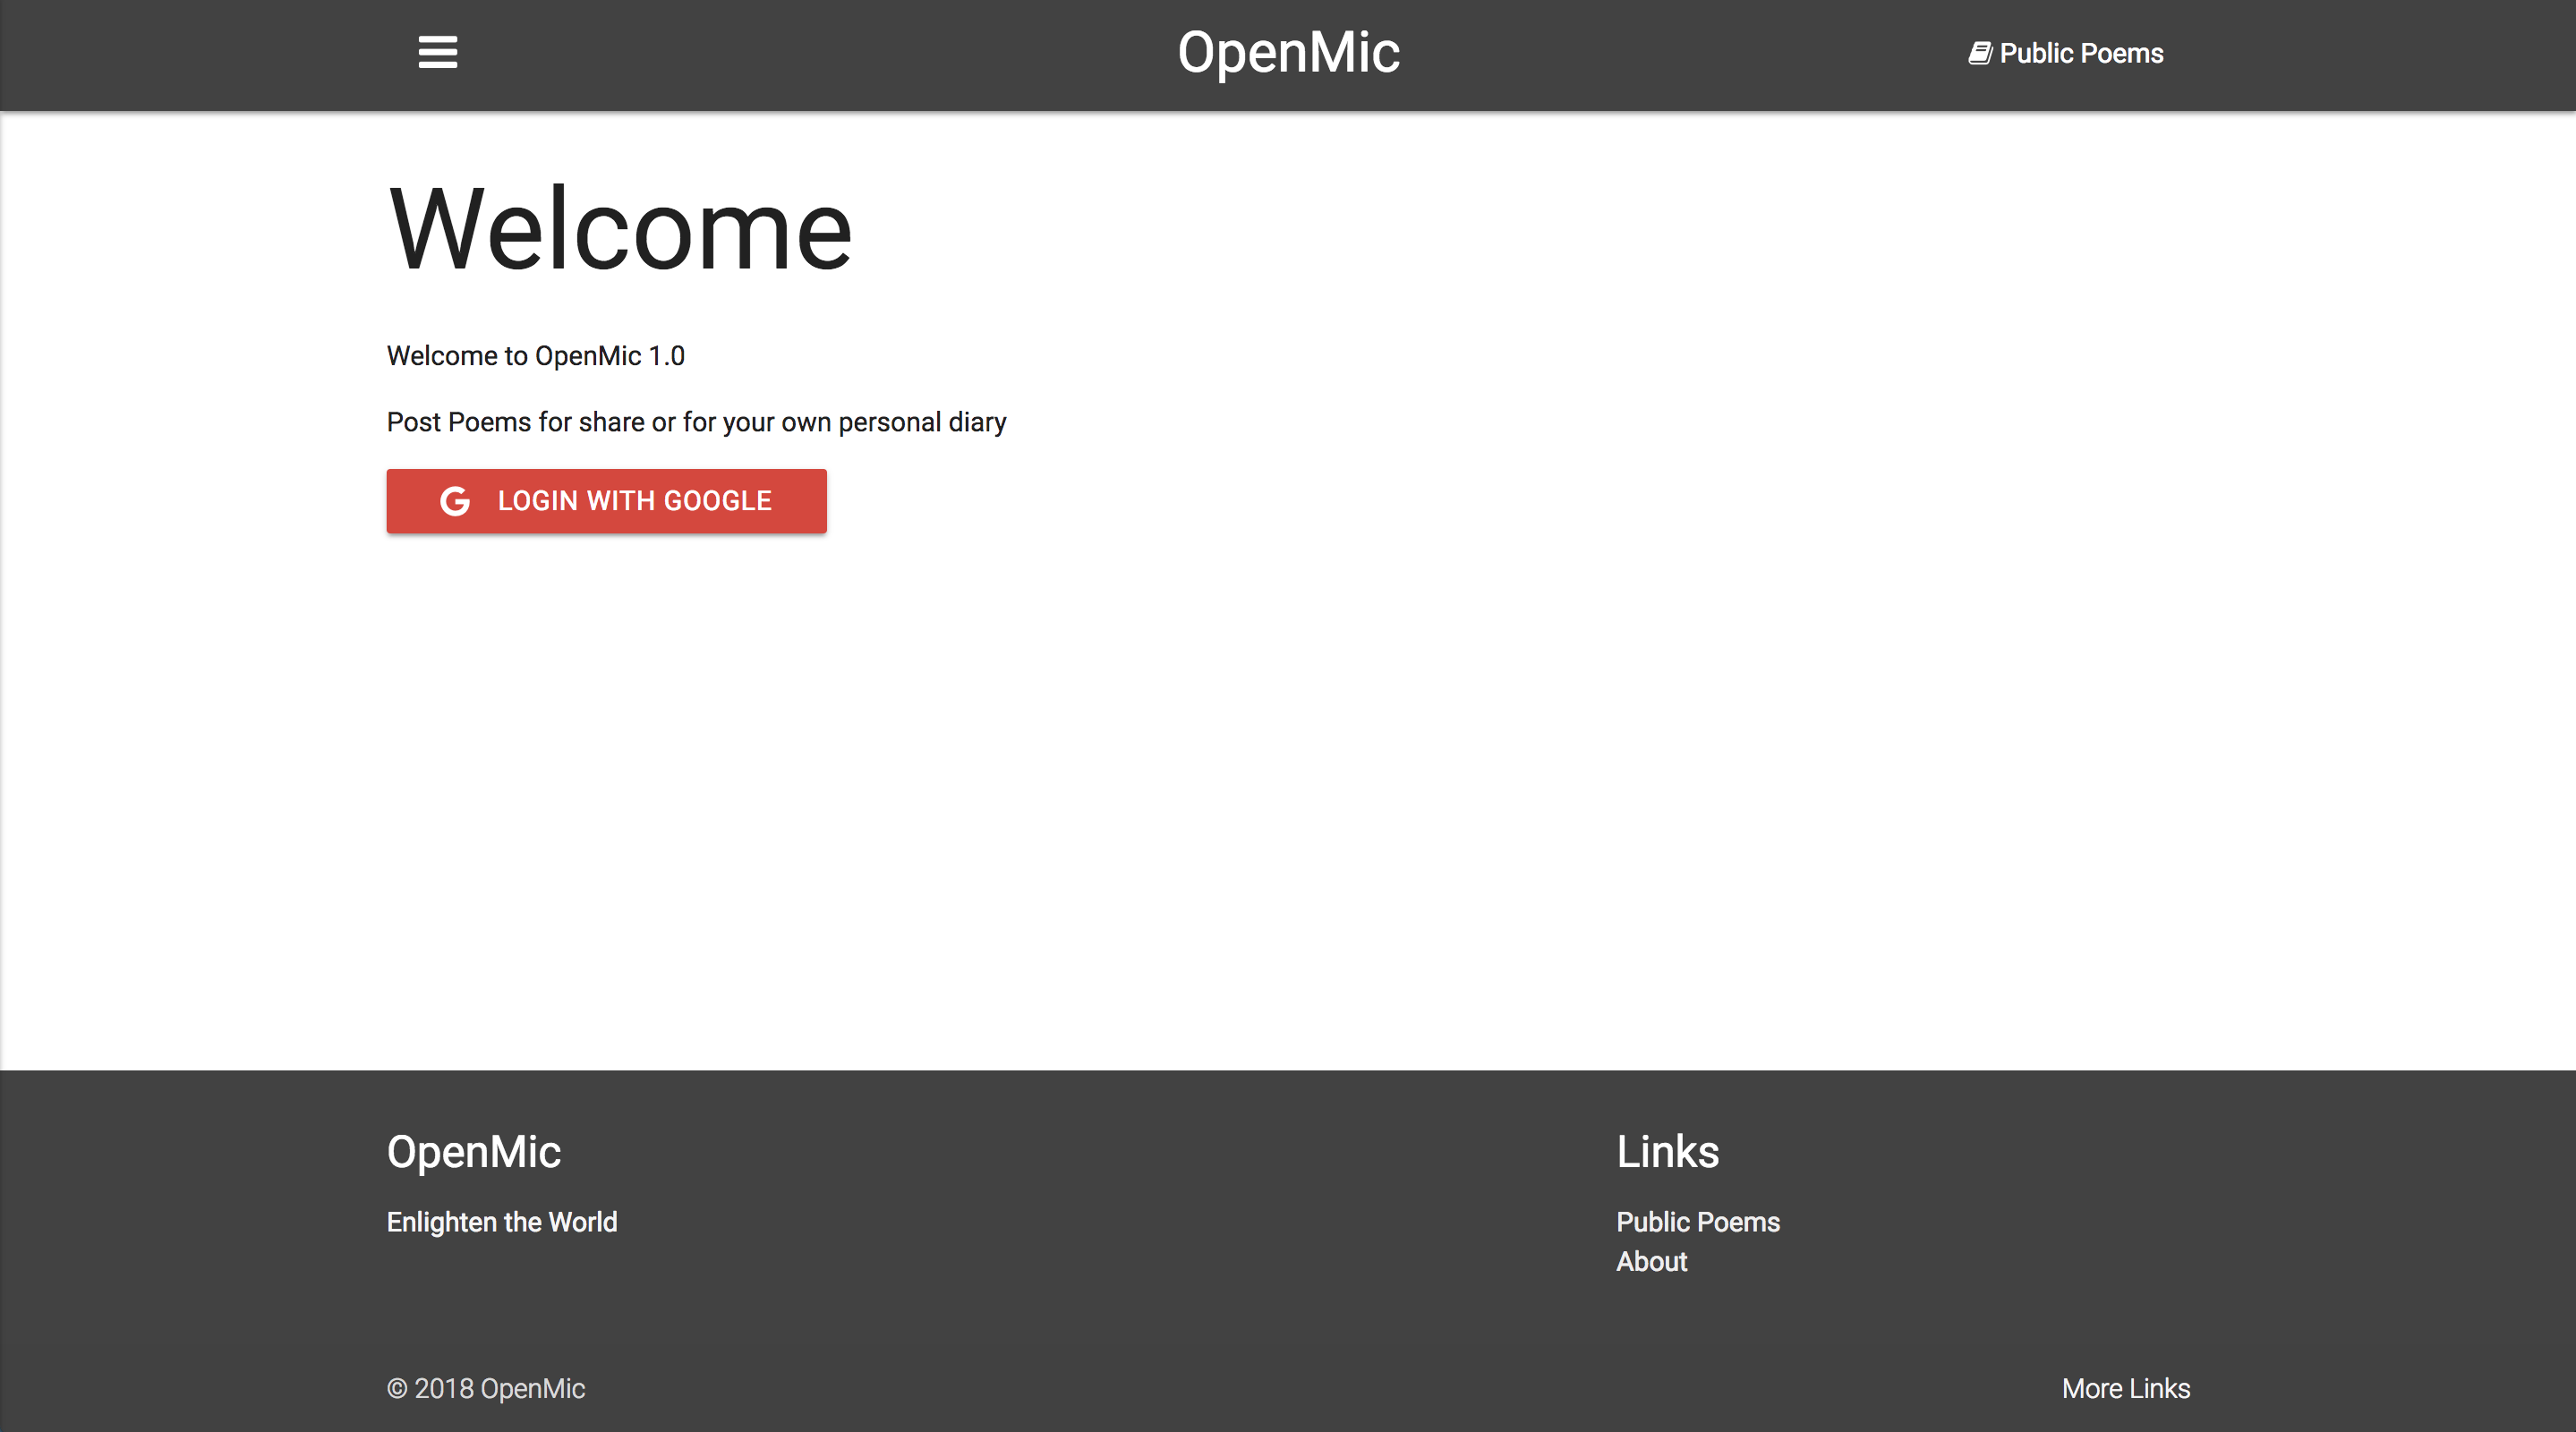 OpenMic
Public Poems
Welcome
Welcome to OpenMic 1.0
Post Poems for share or for your own personal diary
LOGIN WITH GOOGLE
OpenMic
Enlighten the World
Links
Public Poems
About
© 2018 OpenMic
More Links